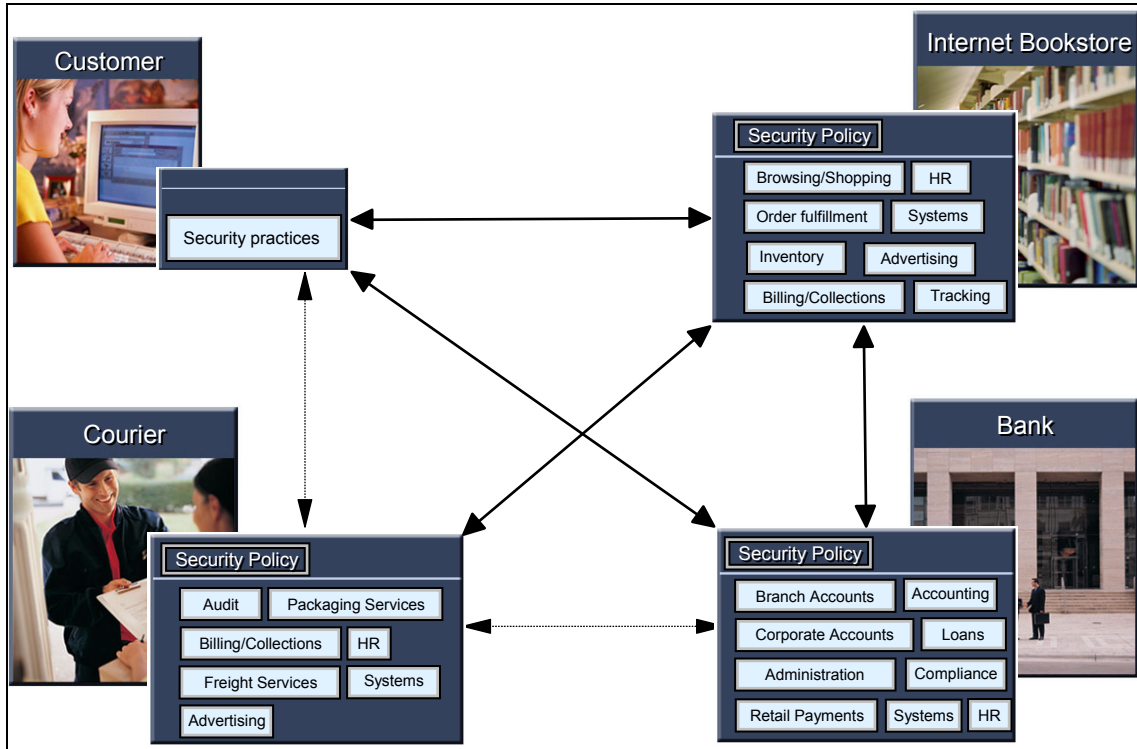 Customer
Security practices
Internet Bookstore
Security Policy
Browsing/Shopping HR
Order fulfillment Systems
Inventory Advertising
Billing/Collections Tracking
Courier
Security Policy
Audit Packaging Services
Billing/Collections HR
Freight Services Systems
Advertising
Bank
Security Policy
Branch Accounts Accounting
Corporate Accounts Loans
Administration Compliance
Retail Payments Systems HR